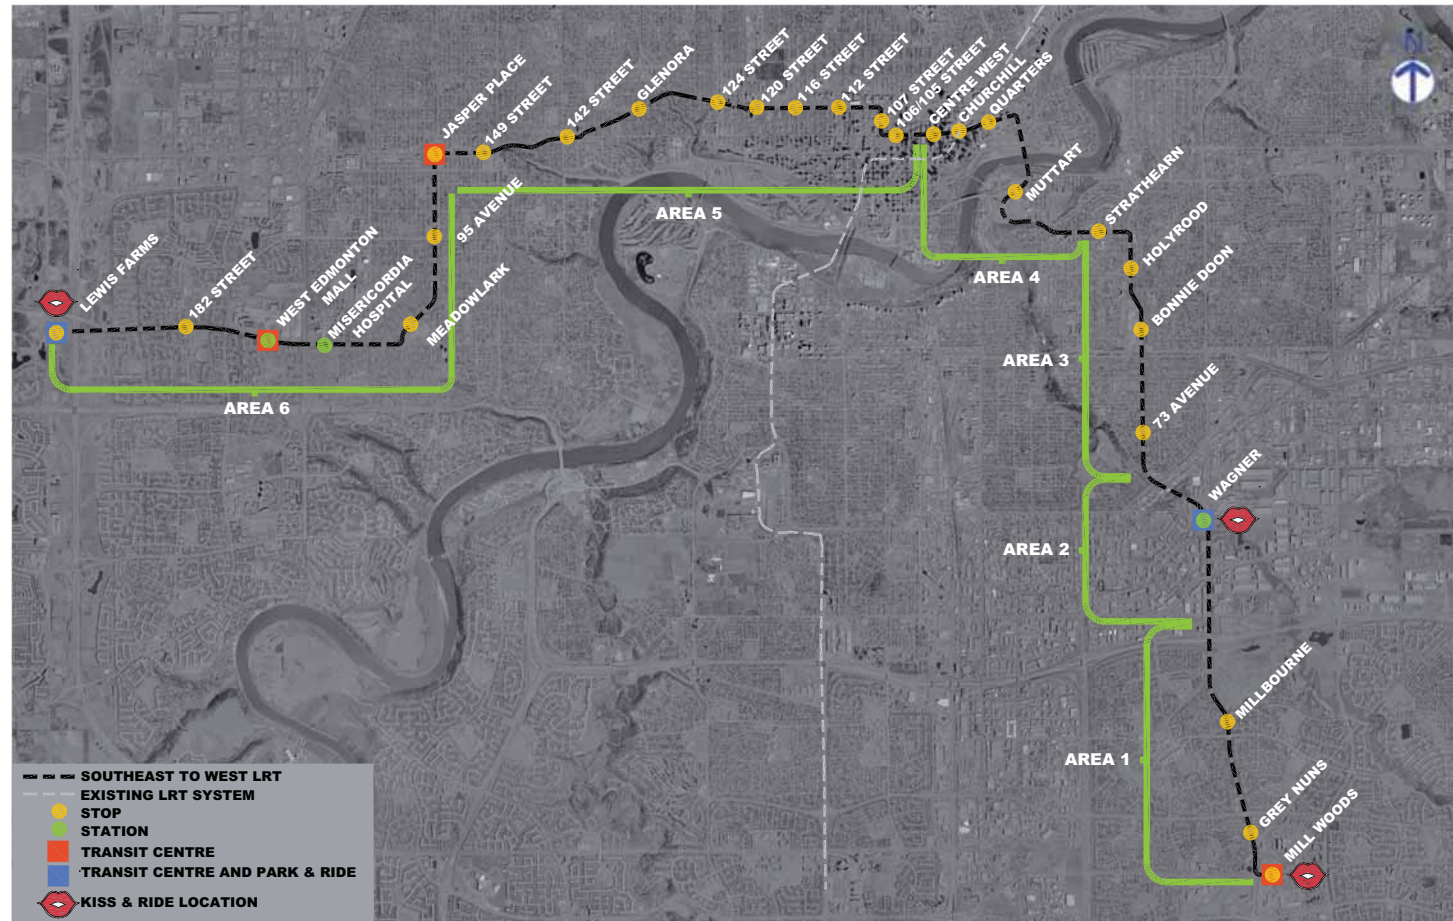 N
JASPER PLACE
149 STREET
142 STREET
GLENORA
124 STREET
120 STREET
116 STREET
112 STREET
107 STREET
106/105 STREET
CENTRE WEST
CHURCHILL
QUARTERS
MUTTART
STRATHEARN
HOLYROOD
BONNIE DOON
73 AVENUE
WAGNER
MILLBOURNE
GREY NUNS
MILL WOODS
95 AVENUE
MEADOWLARK
MISERICORDIA
HOSPITAL
WEST EDMONTON
MALL
182 STREET
LEWIS FARMS
AREA 5
AREA 4
AREA 3
AREA 6
AREA 2
AREA 1
SOUTHEAST TO WEST LRT
EXISTING LRT SYSTEM
STOP
STATION
TRANSIT CENTRE
TRANSIT CENTRE AND PARK & RIDE
KISS & RIDE LOCATION